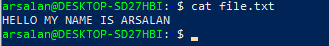 arsalan@DESKTOP-SD27HBI: $ cat file.txt
HELLO MY NAME IS ARSALAN
arsalan@DESKTOP-SD27HBI: $